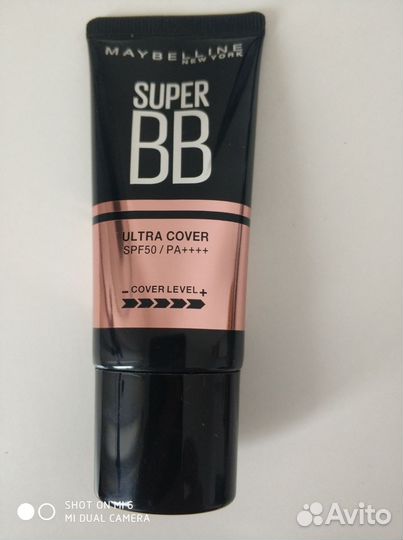 MAYBELLINE
NEW YORK
SUPER
BB
ULTRA COVER
SPF50 / PA++++
- COVER LEVEL +
SHOT ON MI 6
MI DUAL CAMERA
Avito